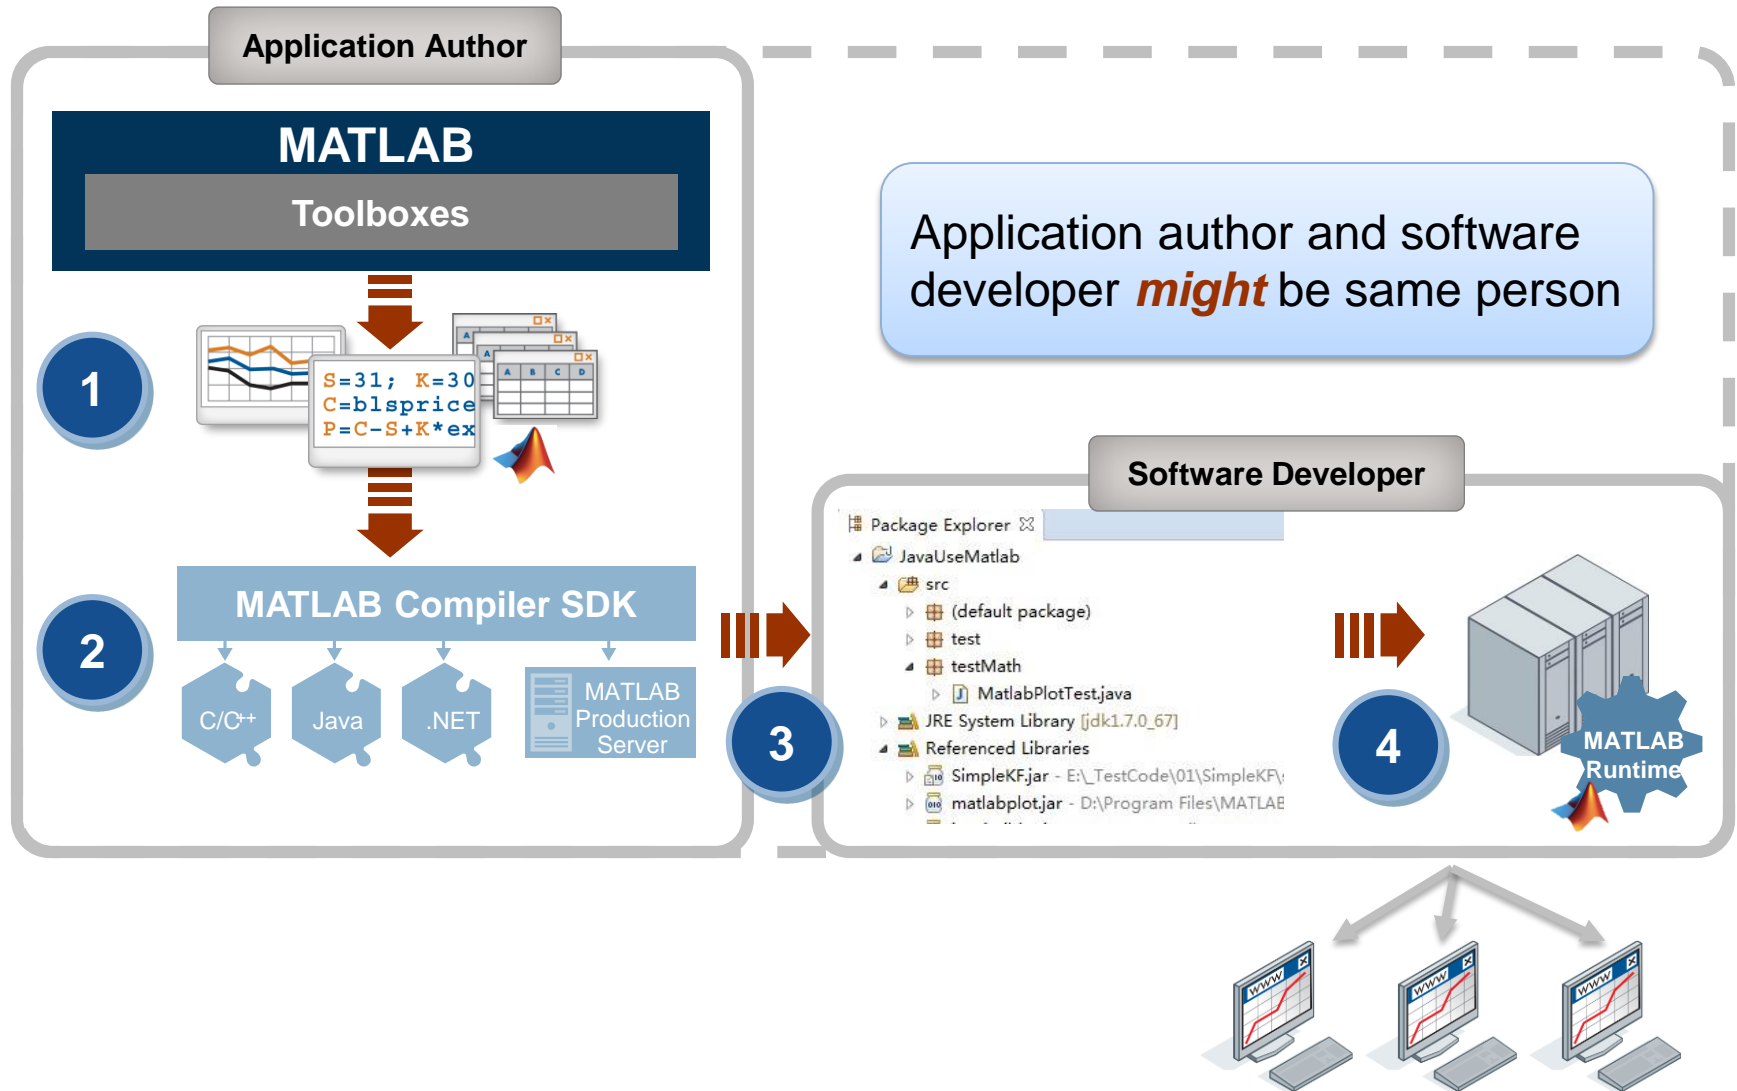 Application Author
MATLAB
Toolboxes
Application author and software
developer might be same person
1
S=31; K=30
C=blsprice
P=C-S+K*ex
A
A
A B C D
Software Developer
Package Explorer
JavaUseMatlab
src
(default package)
test
testMath
MatlabPlotTest.java
JRE System Library [jdk1.7.0_67]
Referenced Libraries
SimpleKF.jar - E:\_TestCode\01\SimpleKF\
matlabplot.jar - D:\Program Files\MATLAB
2
MATLAB Compiler SDK
C/C++
Java
.NET
MATLAB
Production
Server
3
4
MATLAB
Runtime
WWW
WWW
WWW